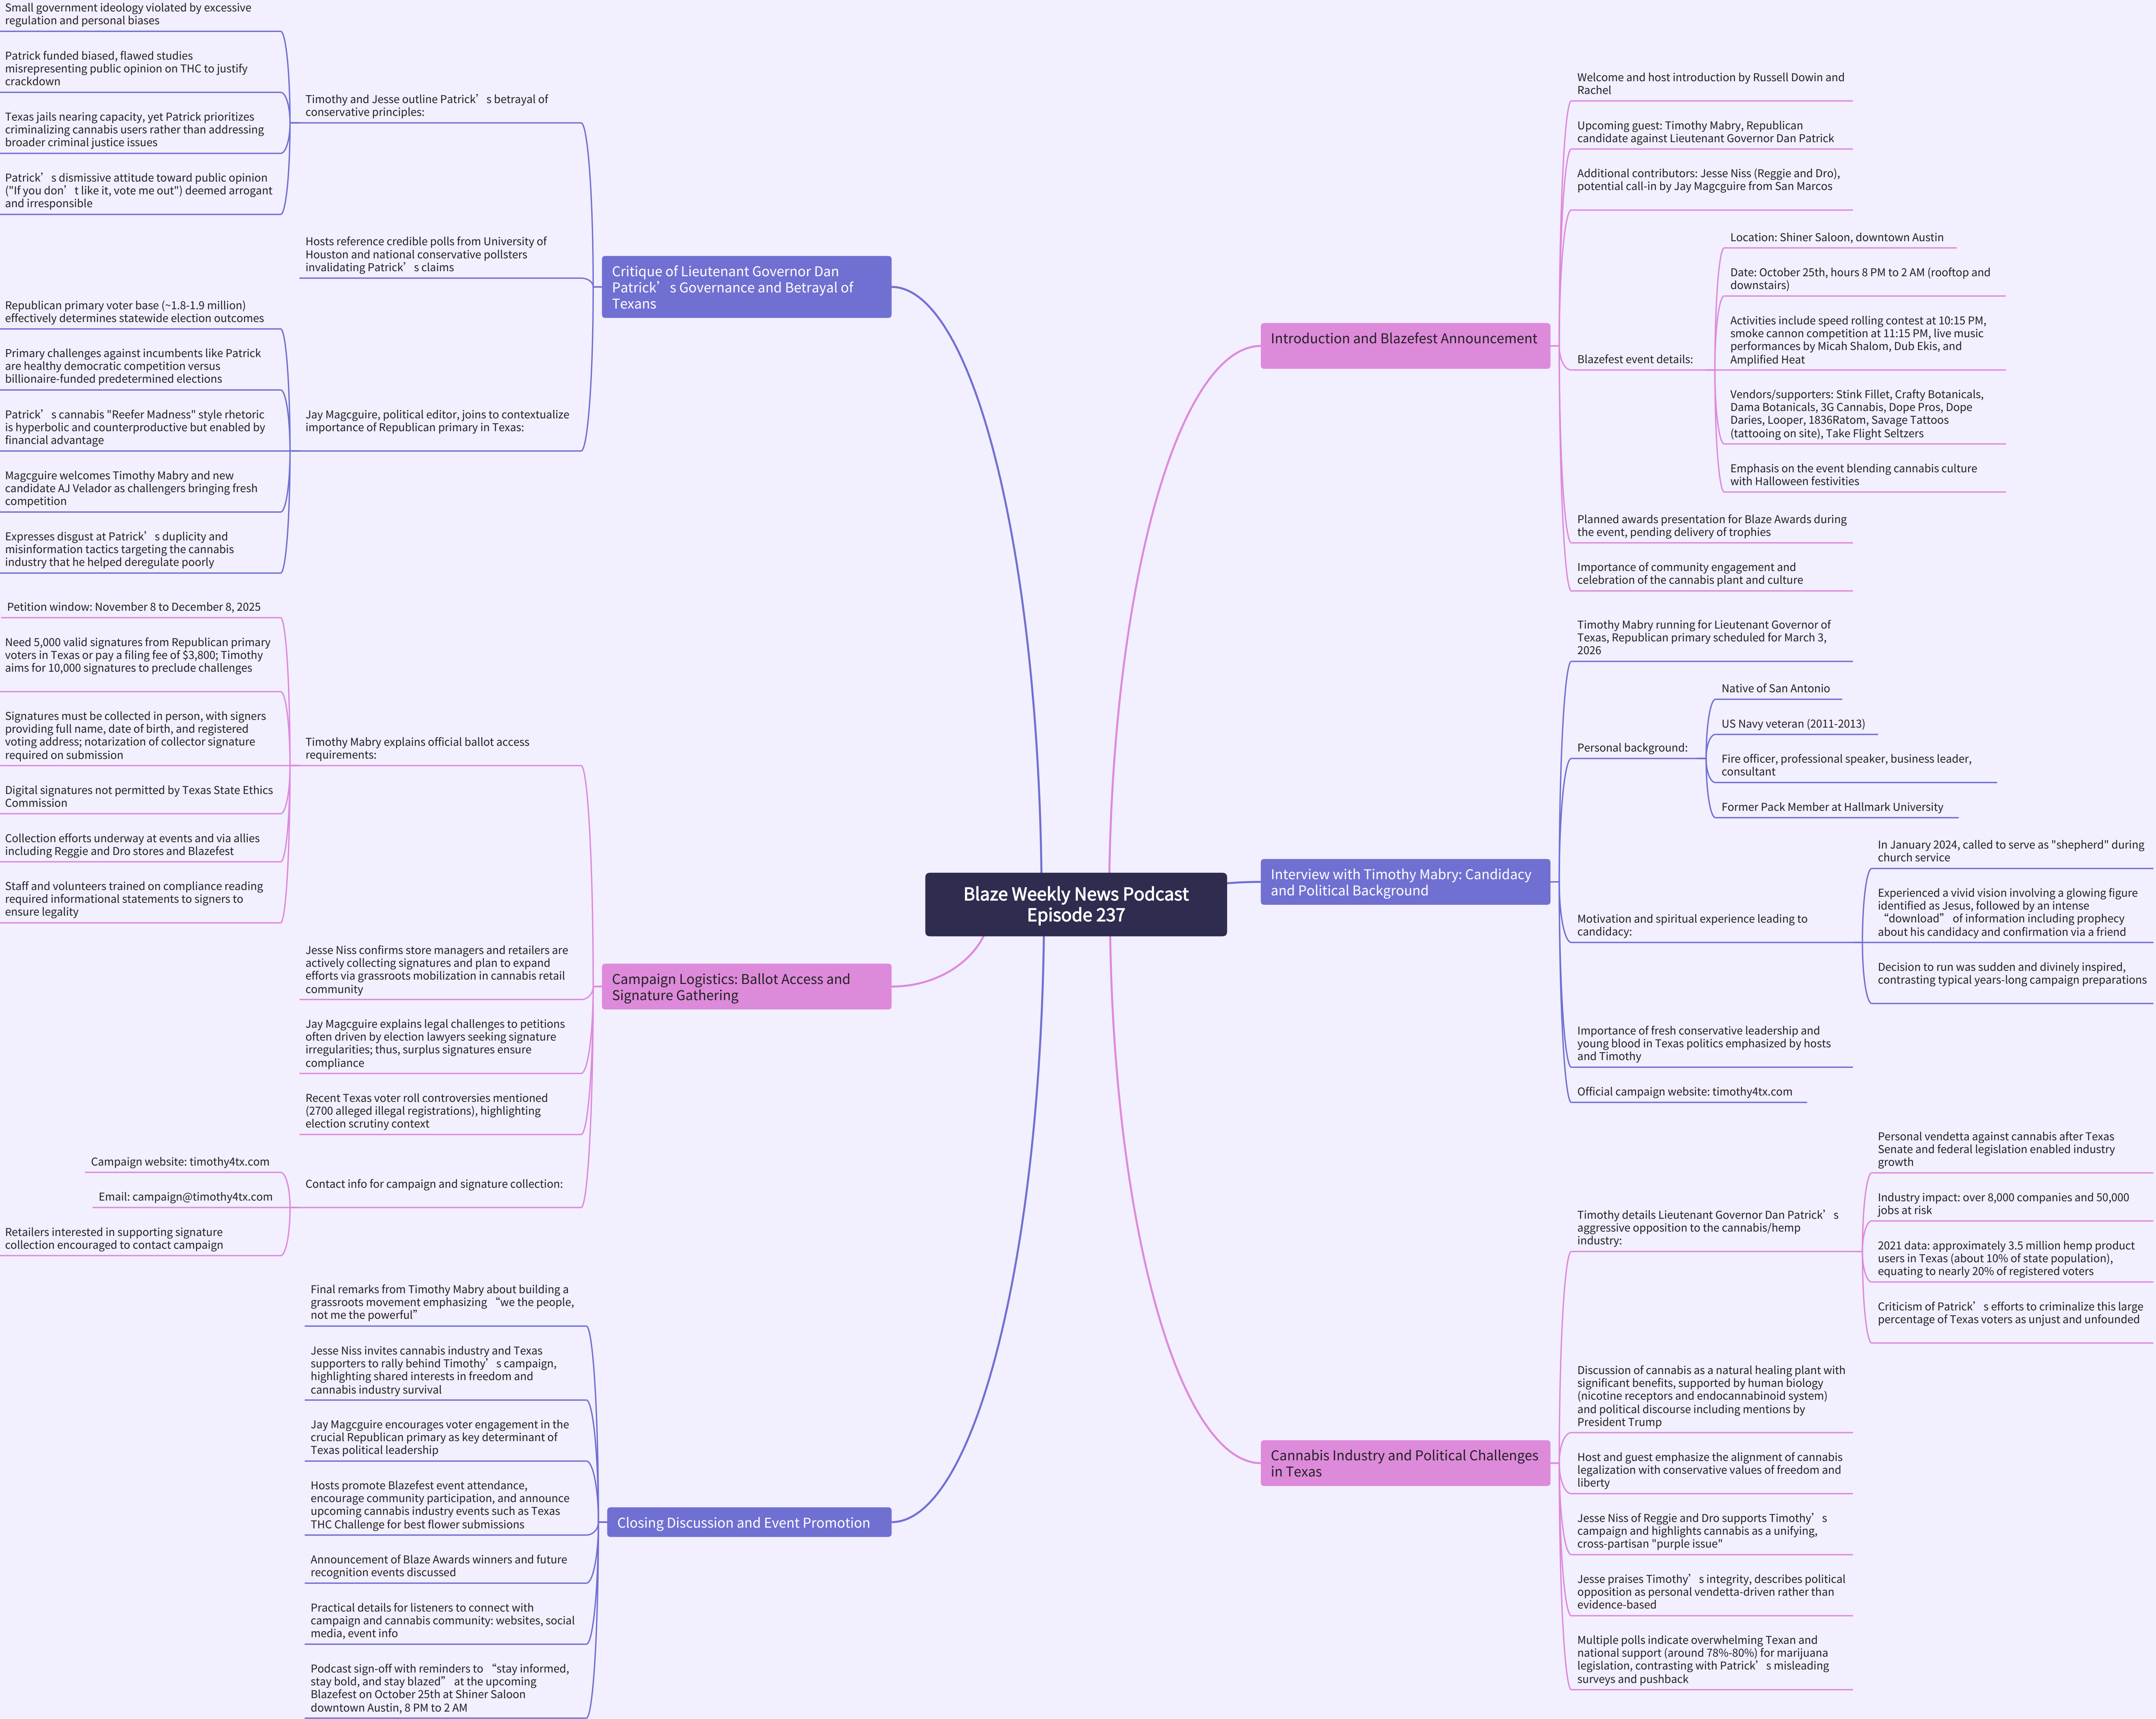 Blaze Weekly News Podcast
Episode 237
Introduction and Blazefest Announcement
Welcome and host introduction by Russell Dowin and
Rachel
Upcoming guest: Timothy Mabry, Republican
candidate against Lieutenant Governor Dan Patrick
Additional contributors: Jesse Niss (Reggie and Dro),
potential call-in by Jay Magcguire from San Marcos
Blazefest event details:
Location: Shiner Saloon, downtown Austin
Date: October 25th, hours 8 PM to 2 AM (rooftop and
downstairs)
Activities include speed rolling contest at 10:15 PM,
smoke cannon competition at 11:15 PM, live music
performances by Micah Shalom, Dub Ekis, and
Amplified Heat
Vendors/supporters: Stink Fillet, Crafty Botanicals,
Dama Botanicals, 3G Cannabis, Dope Pros, Dope
Daries, Looper, 1836Ratom, Savage Tattoos
(tattooing on site), Take Flight Seltzers
Emphasis on the event blending cannabis culture
with Halloween festivities
Planned awards presentation for Blaze Awards during
the event, pending delivery of trophies
Importance of community engagement and
celebration of the cannabis plant and culture
Interview with Timothy Mabry: Candidacy
and Political Background
Timothy Mabry running for Lieutenant Governor of
Texas, Republican primary scheduled for March 3,
2026
Personal background:
Native of San Antonio
US Navy veteran (2011-2013)
Fire officer, professional speaker, business leader,
consultant
Former Pack Member at Hallmark University
Motivation and spiritual experience leading to
candidacy:
In January 2024, called to serve as "shepherd" during
church service
Experienced a vivid vision involving a glowing figure
identified as Jesus, followed by an intense
“download” of information including prophecy
about his candidacy and confirmation via a friend
Decision to run was sudden and divinely inspired,
contrasting typical years-long campaign preparations
Importance of fresh conservative leadership and
young blood in Texas politics emphasized by hosts
and Timothy
Official campaign website: timothy4tx.com
Cannabis Industry and Political Challenges
in Texas
Timothy details Lieutenant Governor Dan Patrick’s
aggressive opposition to the cannabis/hemp
industry:
Personal vendetta against cannabis after Texas
Senate and federal legislation enabled industry
growth
Industry impact: over 8,000 companies and 50,000
jobs at risk
2021 data: approximately 3.5 million hemp product
users in Texas (about 10% of state population),
equating to nearly 20% of registered voters
Criticism of Patrick’s efforts to criminalize this large
percentage of Texas voters as unjust and unfounded
Discussion of cannabis as a natural healing plant with
significant benefits, supported by human biology
(nicotine receptors and endocannabinoid system)
and political discourse including mentions by
President Trump
Host and guest emphasize the alignment of cannabis
legalization with conservative values of freedom and
liberty
Jesse Niss of Reggie and Dro supports Timothy’s
campaign and highlights cannabis as a unifying,
cross-partisan "purple issue"
Jesse praises Timothy’s integrity, describes political
opposition as personal vendetta-driven rather than
evidence-based
Multiple polls indicate overwhelming Texan and
national support (around 78%-80%) for marijuana
legislation, contrasting with Patrick’s misleading
surveys and pushback
Critique of Lieutenant Governor Dan
Patrick’s Governance and Betrayal of
Texans
Timothy and Jesse outline Patrick’s betrayal of
conservative principles:
Small government ideology violated by excessive
regulation and personal biases
Patrick funded biased, flawed studies
misrepresenting public opinion on THC to justify
crackdown
Texas jails nearing capacity, yet Patrick prioritizes
criminalizing cannabis users rather than addressing
broader criminal justice issues
Patrick’s dismissive attitude toward public opinion
("If you don’t like it, vote me out") deemed arrogant
and irresponsible
Hosts reference credible polls from University of
Houston and national conservative pollsters
invalidating Patrick’s claims
Jay Magcguire, political editor, joins to contextualize
importance of Republican primary in Texas:
Republican primary voter base (~1.8-1.9 million)
effectively determines statewide election outcomes
Primary challenges against incumbents like Patrick
are healthy democratic competition versus
billionaire-funded predetermined elections
Patrick’s cannabis "Reefer Madness" style rhetoric
is hyperbolic and counterproductive but enabled by
financial advantage
Magcguire welcomes Timothy Mabry and new
candidate AJ Velador as challengers bringing fresh
competition
Expresses disgust at Patrick’s duplicity and
misinformation tactics targeting the cannabis
industry that he helped deregulate poorly
Campaign Logistics: Ballot Access and
Signature Gathering
Timothy Mabry explains official ballot access
requirements:
Petition window: November 8 to December 8, 2025
Need 5,000 valid signatures from Republican primary
voters in Texas or pay a filing fee of $3,800; Timothy
aims for 10,000 signatures to preclude challenges
Signatures must be collected in person, with signers
providing full name, date of birth, and registered
voting address; notarization of collector signature
required on submission
Digital signatures not permitted by Texas State Ethics
Commission
Collection efforts underway at events and via allies
including Reggie and Dro stores and Blazefest
Staff and volunteers trained on compliance reading
required informational statements to signers to
ensure legality
Jesse Niss confirms store managers and retailers are
actively collecting signatures and plan to expand
efforts via grassroots mobilization in cannabis retail
community
Jay Magcguire explains legal challenges to petitions
often driven by election lawyers seeking signature
irregularities; thus, surplus signatures ensure
compliance
Recent Texas voter roll controversies mentioned
(2700 alleged illegal registrations), highlighting
election scrutiny context
Contact info for campaign and signature collection:
Campaign website: timothy4tx.com
Email: campaign@timothy4tx.com
Retailers interested in supporting signature
collection encouraged to contact campaign
Closing Discussion and Event Promotion
Final remarks from Timothy Mabry about building a
grassroots movement emphasizing “we the people,
not me the powerful”
Jesse Niss invites cannabis industry and Texas
supporters to rally behind Timothy’s campaign,
highlighting shared interests in freedom and
cannabis industry survival
Jay Magcguire encourages voter engagement in the
crucial Republican primary as key determinant of
Texas political leadership
Hosts promote Blazefest event attendance,
encourage community participation, and announce
upcoming cannabis industry events such as Texas
THC Challenge for best flower submissions
Announcement of Blaze Awards winners and future
recognition events discussed
Practical details for listeners to connect with
campaign and cannabis community: websites, social
media, event info
Podcast sign-off with reminders to “stay informed,
stay bold, and stay blazed” at the upcoming
Blazefest on October 25th at Shiner Saloon
downtown Austin, 8 PM to 2 AM